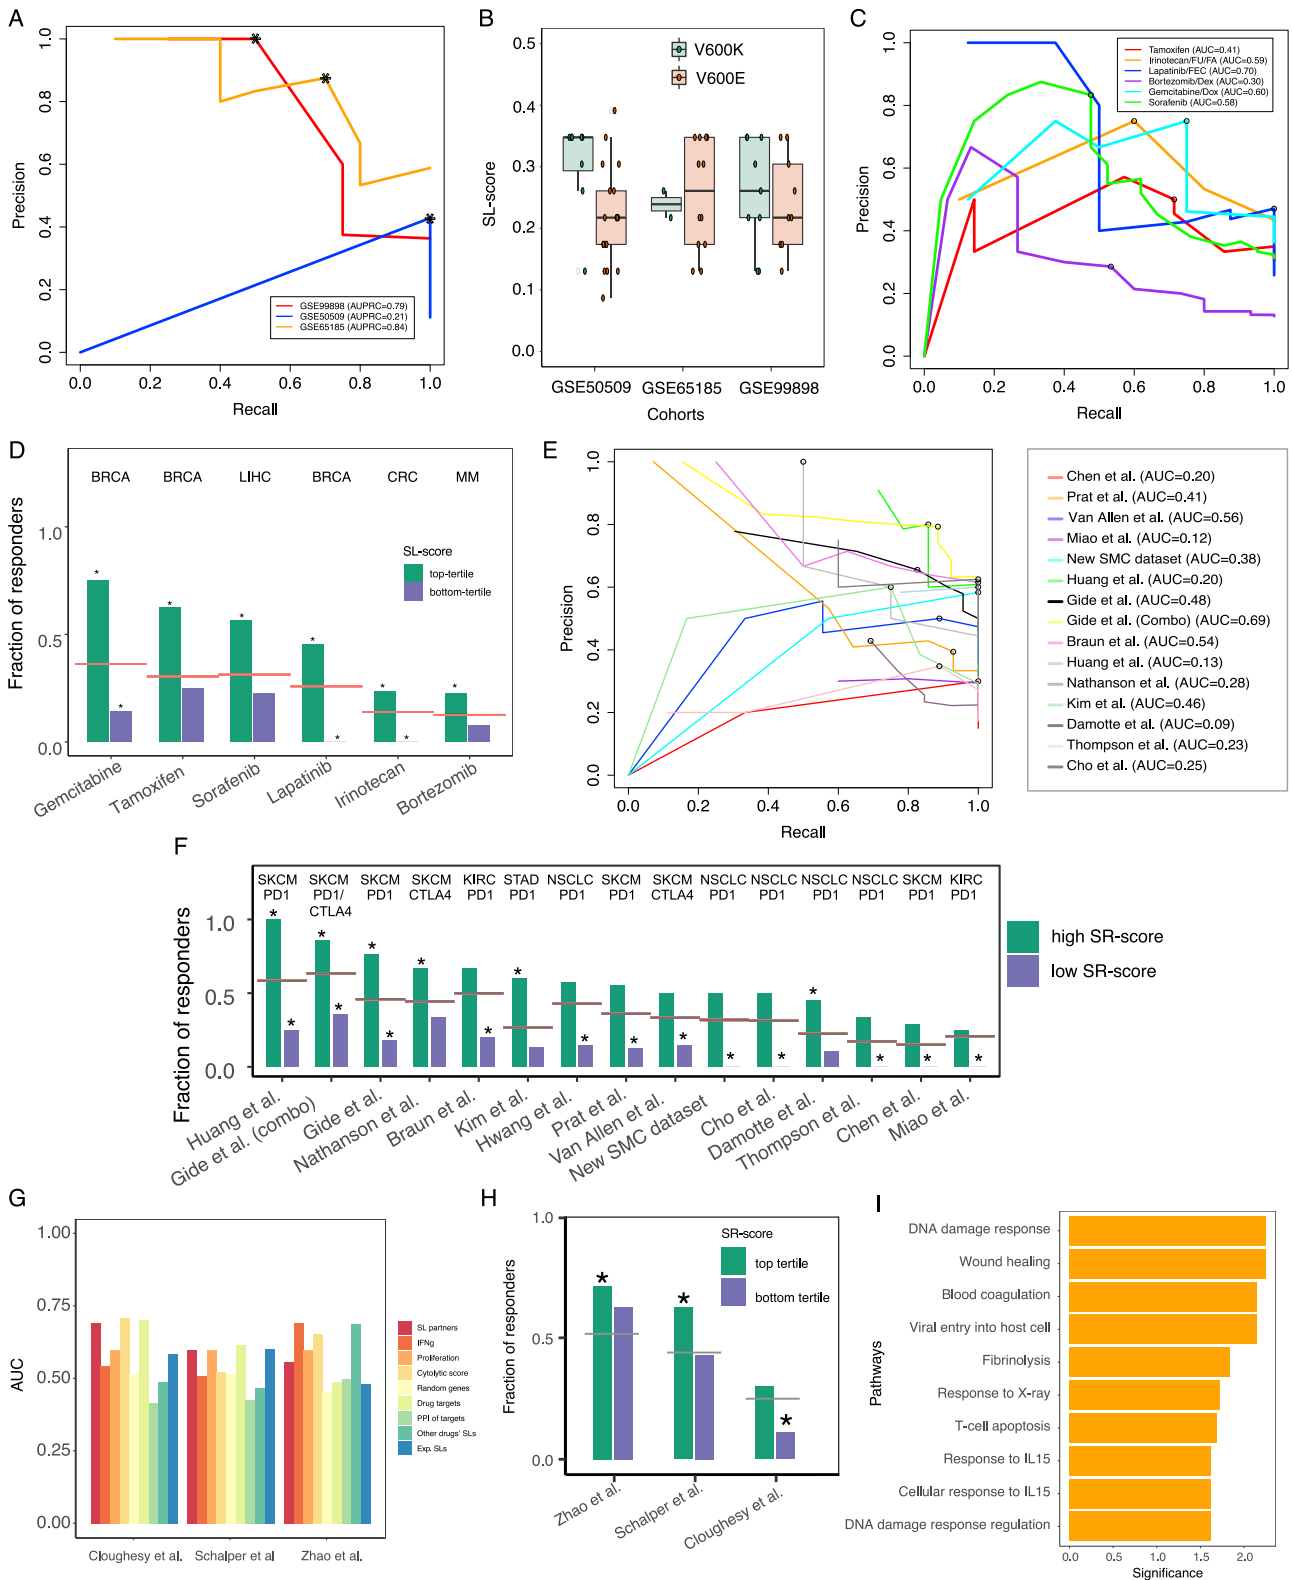 A
Precision
1.0
0.8
0.6
0.4
0.2
0.0
GSE99898 (AUPRC=0.79)
GSE50509 (AUPRC=0.21)
GSE65185 (AUPRC=0.84)
0.0 0.2 0.4 0.6 0.8 1.0
Recall
B
SL-score
0.5
0.4
0.3
0.2
0.1
0.0
V600K
V600E
GSE50509 GSE65185 GSE99898
Cohorts
C
Precision
1.0
0.8
0.6
0.4
0.2
0.0
Tamoxifen (AUC=0.41)
Irinotecan/FU/FA (AUC=0.59)
Lapatinib/FEC (AUC=0.70)
Bortezomib/Dex (AUC=0.30)
Gemcitabine/Dox (AUC=0.60)
Sorafenib (AUC=0.58)
0.0 0.2 0.4 0.6 0.8 1.0
Recall
D
BRCA BRCA LIHC BRCA CRC MM
Fraction of responders
1.0
0.5
0.0
SL-score
top-tertile
bottom-tertile
* * * * * * * * *
Gemcitabine
Tamoxifen
Sorafenib
Lapatinib
Irinotecan
Bortezomib
E
Precision
1.0
0.8
0.6
0.4
0.2
0.0
0.0 0.2 0.4 0.6 0.8 1.0
Recall
Chen et al. (AUC=0.20)
Prat et al. (AUC=0.41)
Van Allen et al. (AUC=0.56)
Miao et al. (AUC=0.12)
New SMC dataset (AUC=0.38)
Huang et al. (AUC=0.20)
Gide et al. (AUC=0.48)
Gide et al. (Combo) (AUC=0.69)
Braun et al. (AUC=0.54)
Huang et al. (AUC=0.13)
Nathanson et al. (AUC=0.28)
Kim et al. (AUC=0.46)
Damotte et al. (AUC=0.09)
Thompson et al. (AUC=0.23)
Cho et al. (AUC=0.25)
F
SKCM SKCM SKCM SKCM KIRC STAD NSCLC SKCM SKCM NSCLC NSCLC NSCLC NSCLC SKCM KIRC
PD1 PD1/ PD1 CTLA4 PD1 PD1 PD1 PD1 CTLA4 PD1 PD1 PD1 PD1 PD1 PD1
CTLA4
Fraction of responders
1.0
0.5
0.0
* * * * * * * * * * * * * * * * * *
high SR-score
low SR-score
Huang et al.
Gide et al. (combo)
Gide et al.
Nathanson et al.
Braun et al.
Kim et al.
Hwang et al.
Prat et al.
Van Allen et al.
New SMC dataset
Cho et al.
Damotte et al.
Thompson et al.
Chen et al.
Miao et al.
G
AUC
1.00
0.75
0.50
0.25
0.00
SL partners
IFNg
Proliferation
Cytolytic score
Random genes
Drug targets
PPI of targets
Other drugs' SLs
Exp. SLs
Cloughesy et al. Schalper et al Zhao et al.
H
Fraction of responders
1.0
0.5
0.0
SR-score
top tertile
bottom tertile
* * *
Zhao et al.
Schalper et al.
Cloughesy et al.
I
Pathways
DNA damage response
Wound healing
Blood coagulation
Viral entry into host cell
Fibrinolysis
Response to X-ray
T-cell apoptosis
Response to IL15
Cellular response to IL15
DNA damage response regulation
0.0 0.5 1.0 1.5 2.0
Significance